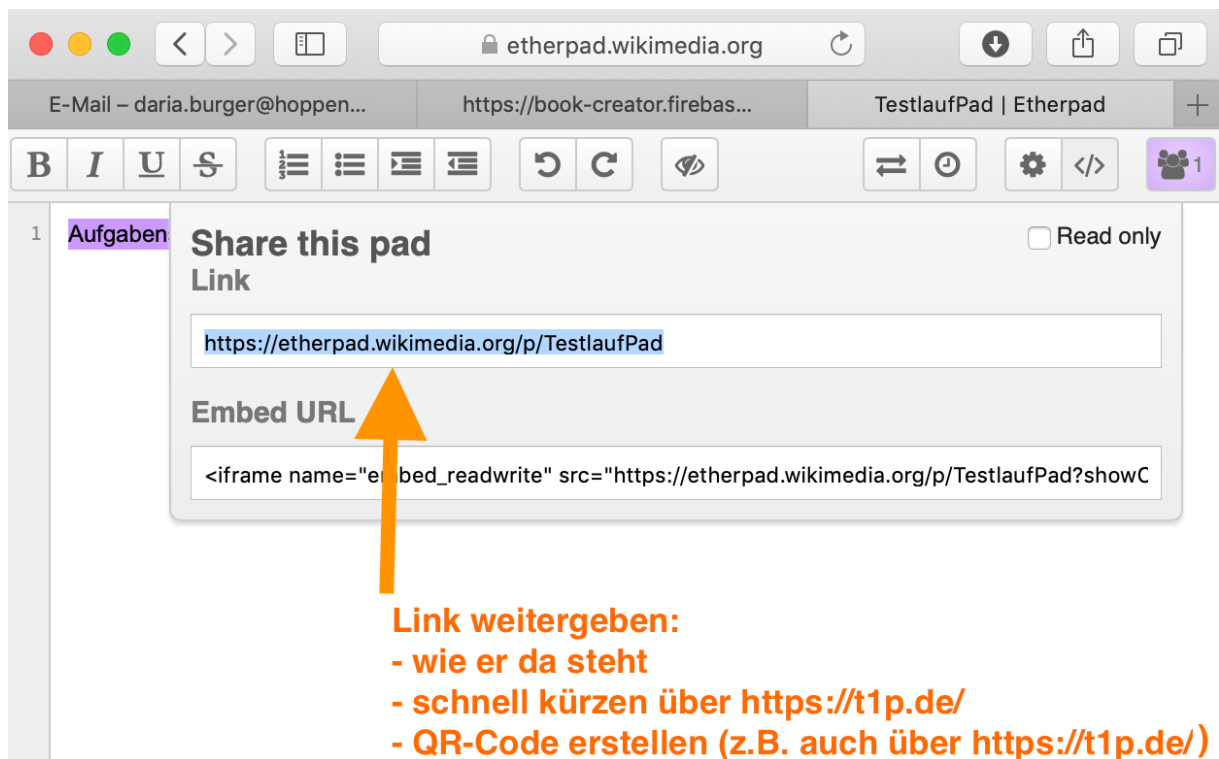 etherpad.wikimedia.org
E-Mail – daria.burger@hoppen...
https://book-creator.firebas...
TestlaufPad | Etherpad
B I U S
1
1 Aufgaben
Share this pad
Read only
Link
https://etherpad.wikimedia.org/p/TestlaufPad
Embed URL
<iframe name="embed_readwrite" src="https://etherpad.wikimedia.org/p/TestlaufPad?showC
Link weitergeben:
- wie er da steht
- schnell kürzen über https://t1p.de/
- QR-Code erstellen (z.B. auch über https://t1p.de/)